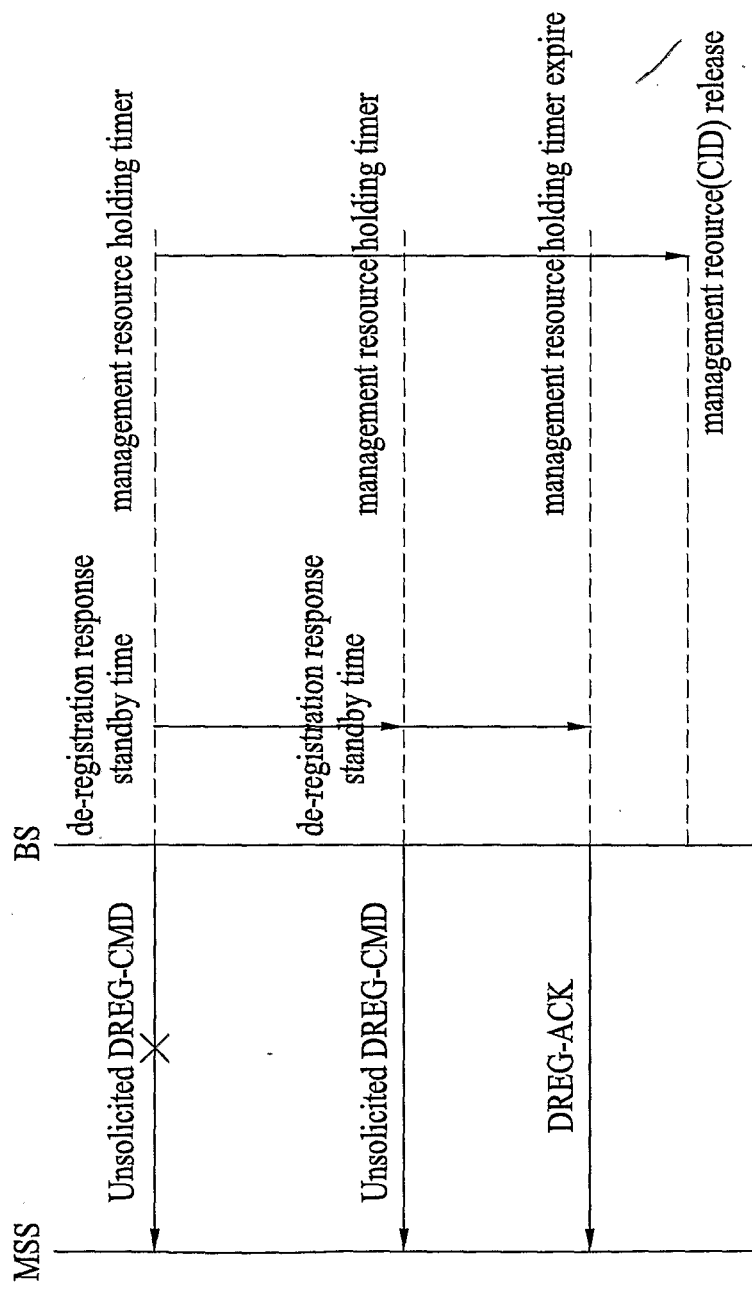 MSS
BS
Unsolicited DREG-CMD
de-registration response
standby time
management resource holding timer
Unsolicited DREG-CMD
de-registration response
standby time
management resource holding timer
DREG-ACK
management resource holding timer expire
management reource(CID) release